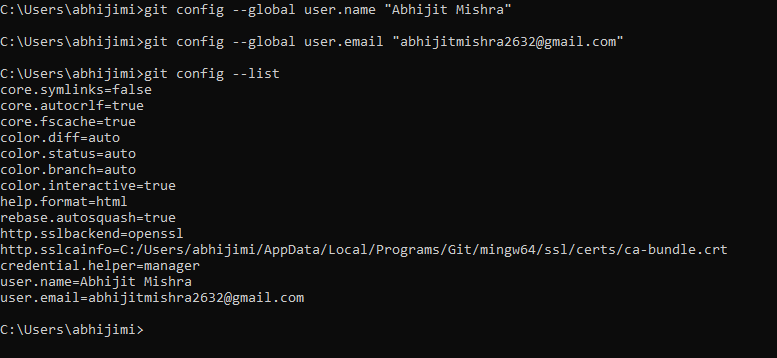 C:\Users\abhijimi>git config --global user.name "Abhijit Mishra"
C:\Users\abhijimi>git config --global user.email "abhijitmishra2632@gmail.com"
C:\Users\abhijimi>git config --list
core.symlinks=false
core.autocrlf=true
core.fscache=true
color.diff=auto
color.status=auto
color.branch=auto
color.interactive=true
help.format=html
rebase.autosquash=true
http.sslbackend=openssl
http.sslcainfo=C:/Users/abhijimi/AppData/Local/Programs/Git/mingw64/ssl/certs/ca-bundle.crt
credential.helper=manager
user.name=Abhijit Mishra
user.email=abhijitmishra2632@gmail.com
C:\Users\abhijimi>